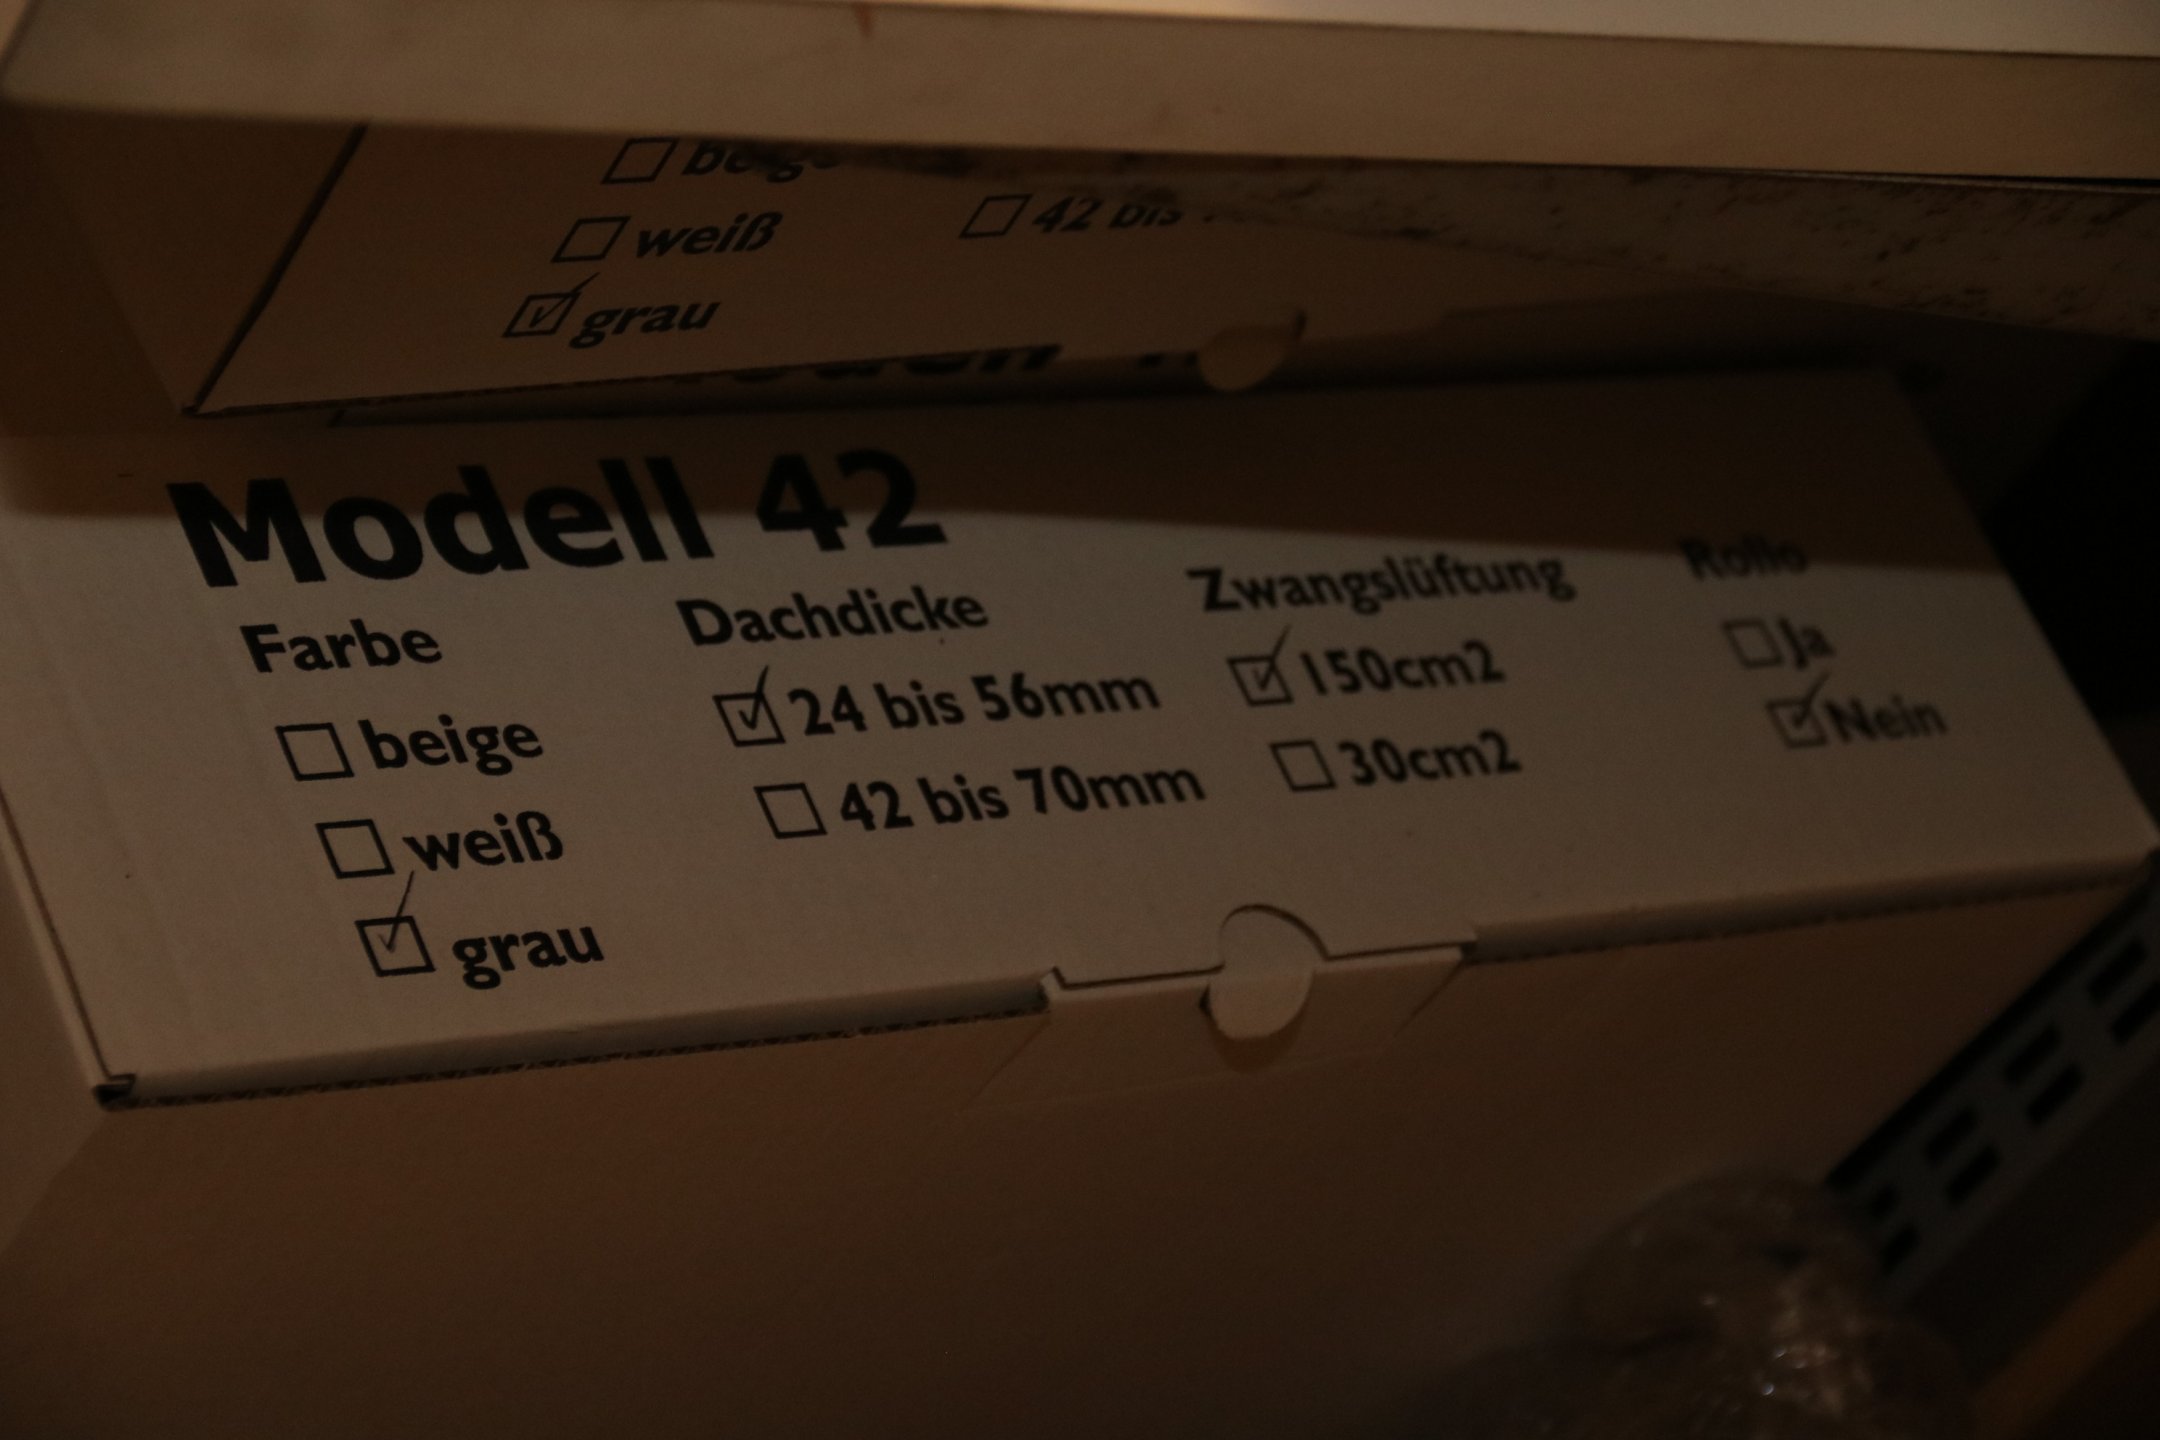 beige
weiß
42 bis
grau
Modell 42
Farbe
Dachdicke
Zwangslüftung
Rollo
beige
24 bis 56mm
150cm2
Ja
weiß
42 bis 70mm
30cm2
Nein
grau